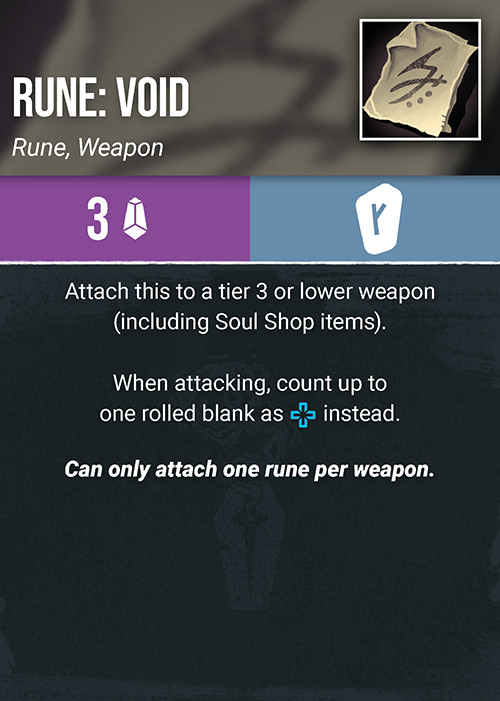 RUNE: VOID
Rune, Weapon
3
Attach this to a tier 3 or lower weapon
(including Soul Shop items).
When attacking, count up to
one rolled blank as instead.
Can only attach one rune per weapon.